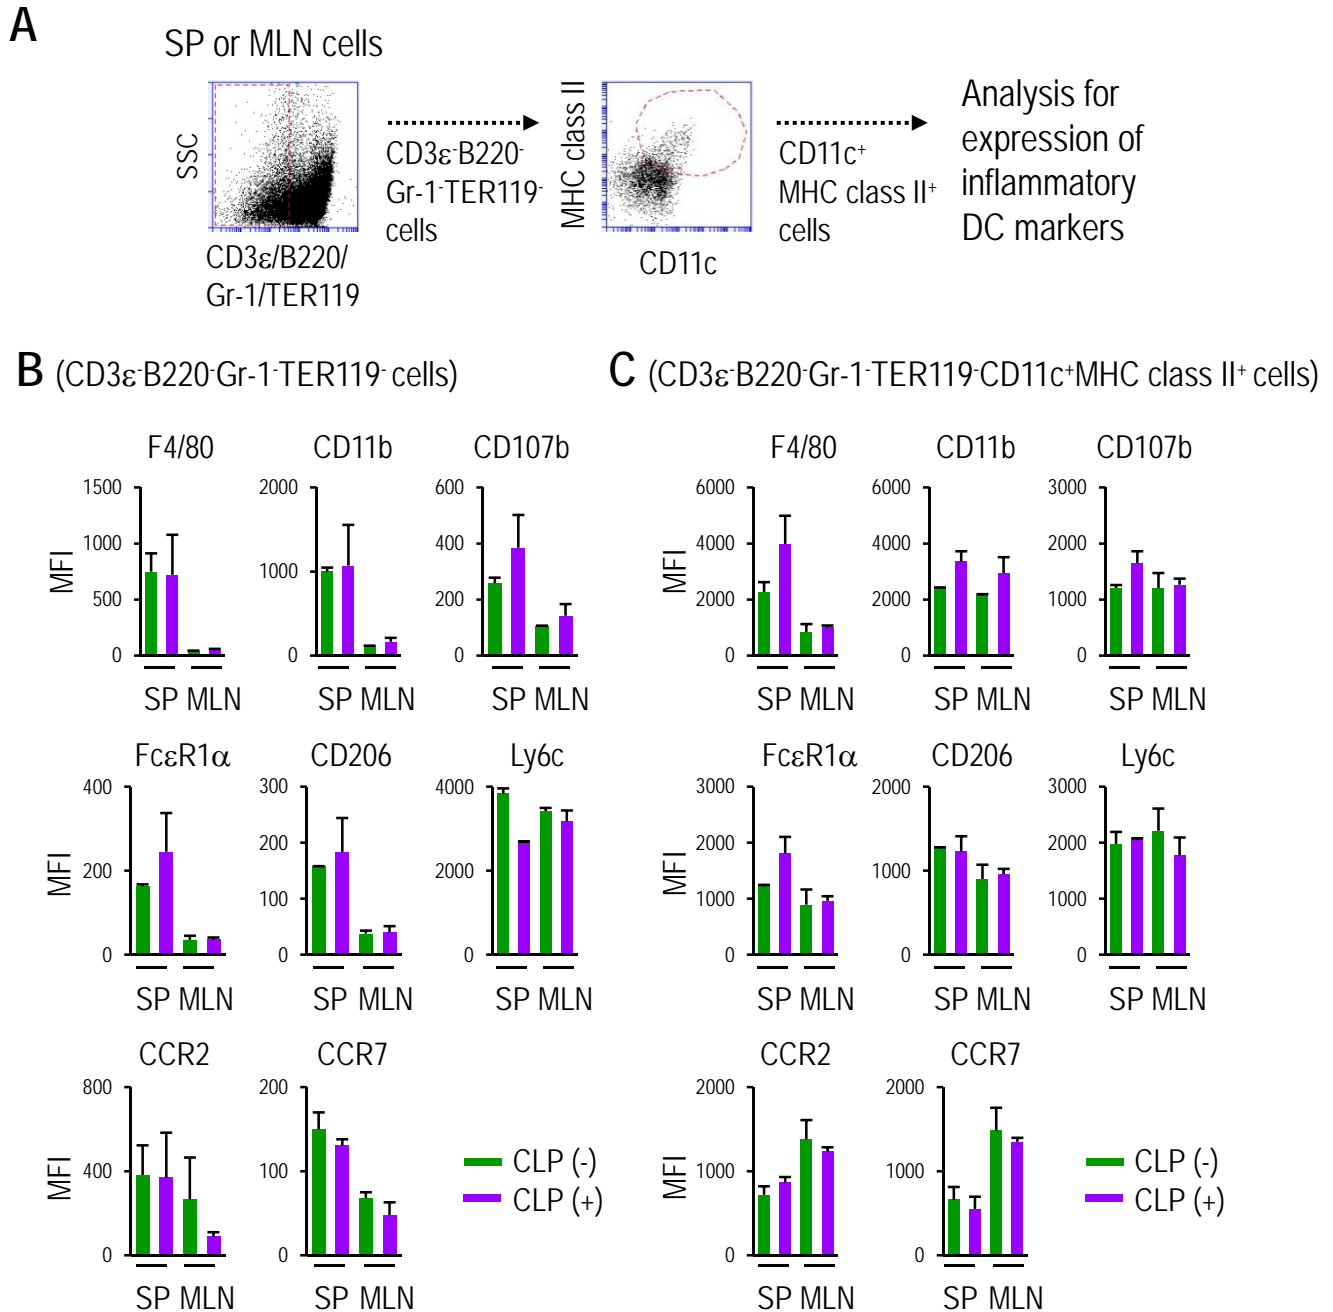 A
SP or MLN cells
SSC
CD3ε/B220/
Gr-1/TER119
CD3ε⁻B220⁻
Gr-1⁻TER119⁻
cells
MHC class II
CD11c
CD11c⁺
MHC class II⁺
cells
Analysis for
expression of
inflammatory
DC markers
B (CD3ε⁻B220⁻Gr-1⁻TER119⁻ cells)
F4/80
CD11b
CD107b
MFI
1500
1000
500
0
2000
1000
0
600
400
200
0
SP MLN
SP MLN
SP MLN
FcεR1α
CD206
Ly6c
MFI
400
200
0
300
200
100
0
4000
2000
0
SP MLN
SP MLN
SP MLN
CCR2
CCR7
MFI
800
400
0
200
100
0
SP MLN
SP MLN
CLP (-)
CLP (+)
C (CD3ε⁻B220⁻Gr-1⁻TER119⁻CD11c⁺MHC class II⁺ cells)
F4/80
CD11b
CD107b
MFI
6000
4000
2000
0
6000
4000
2000
0
3000
2000
1000
0
SP MLN
SP MLN
SP MLN
FcεR1α
CD206
Ly6c
MFI
3000
2000
1000
0
2000
1000
0
3000
2000
1000
0
SP MLN
SP MLN
SP MLN
CCR2
CCR7
MFI
2000
1000
0
2000
1000
0
SP MLN
SP MLN
CLP (-)
CLP (+)